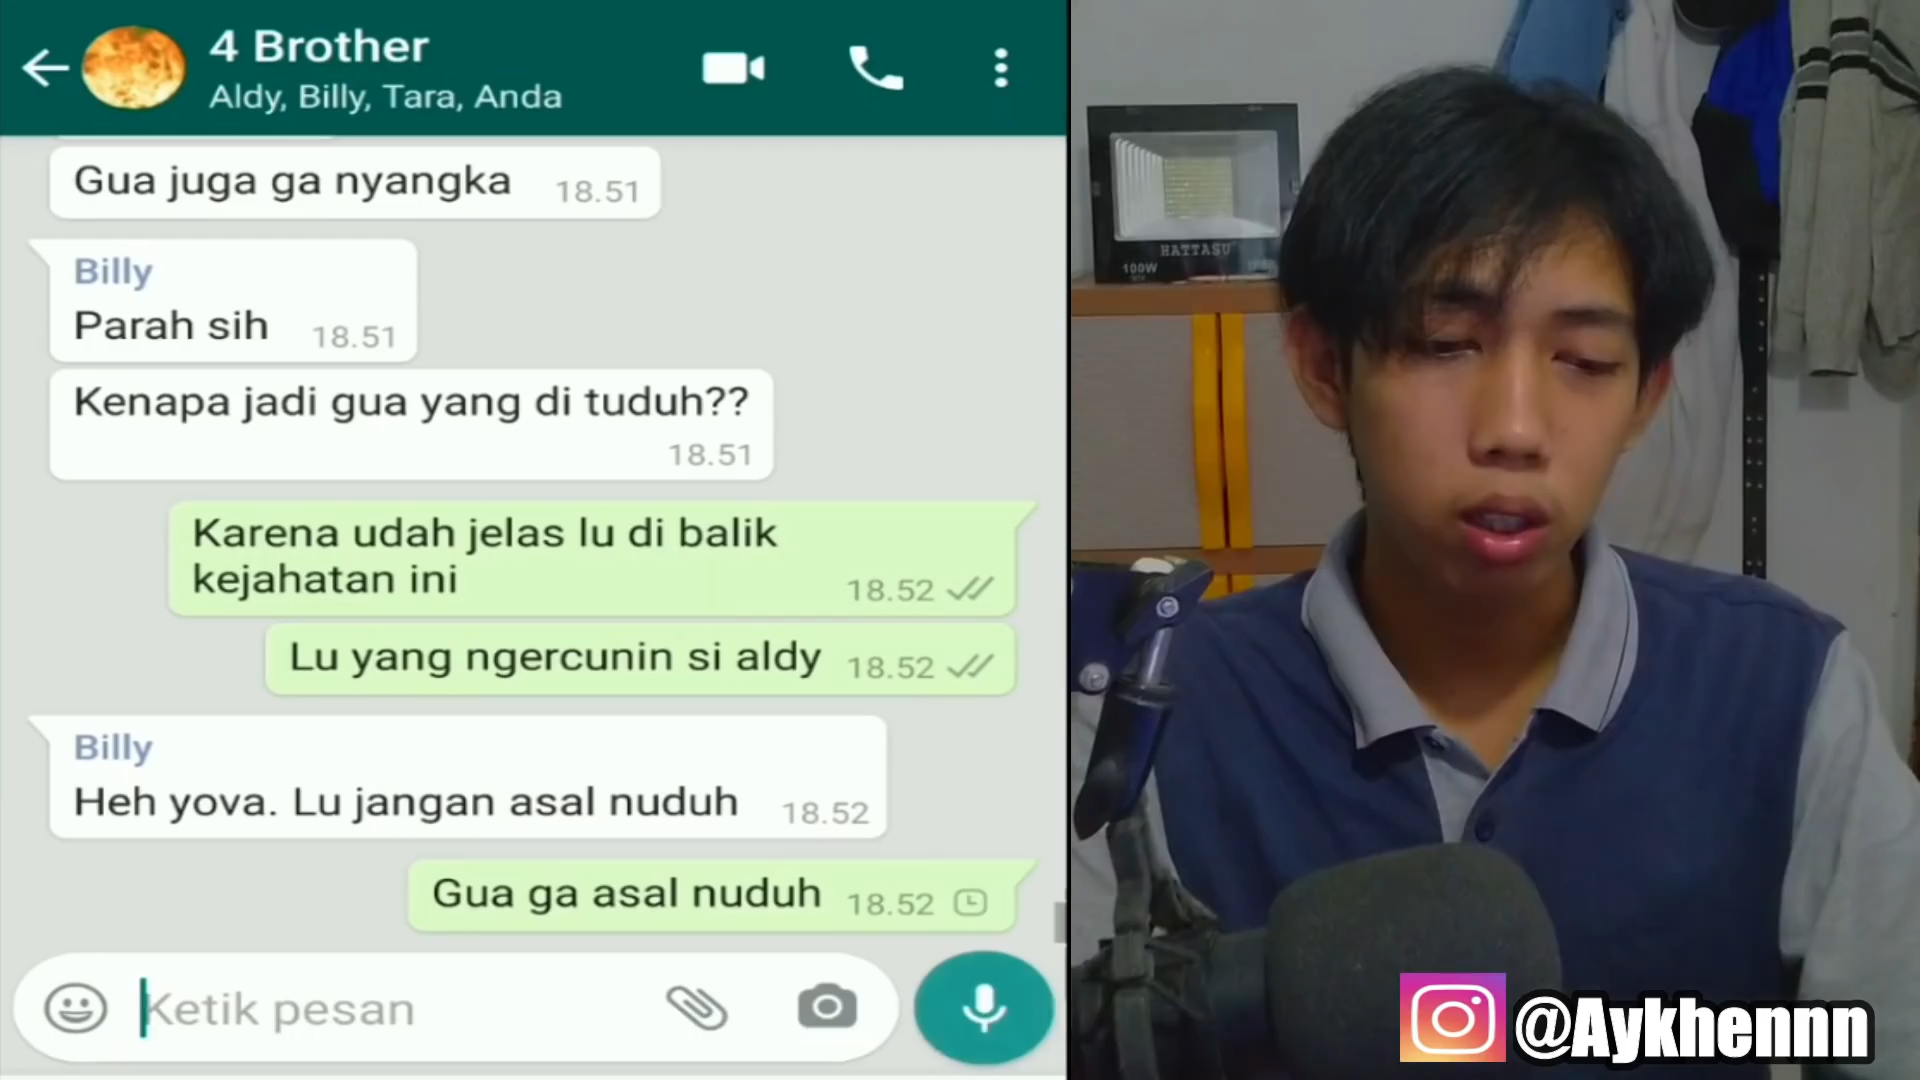 4 Brother
Aldy, Billy, Tara, Anda
Gua juga ga nyangka 18.51
Billy
Parah sih 18.51
Kenapa jadi gua yang di tuduh??
18.51
Karena udah jelas lu di balik
kejahatan ini 18.52
Lu yang ngercunin si aldy 18.52
Billy
Heh yova. Lu jangan asal nuduh 18.52
Gua ga asal nuduh 18.52
Ketik pesan
HATTASU
100W
@Aykhennn